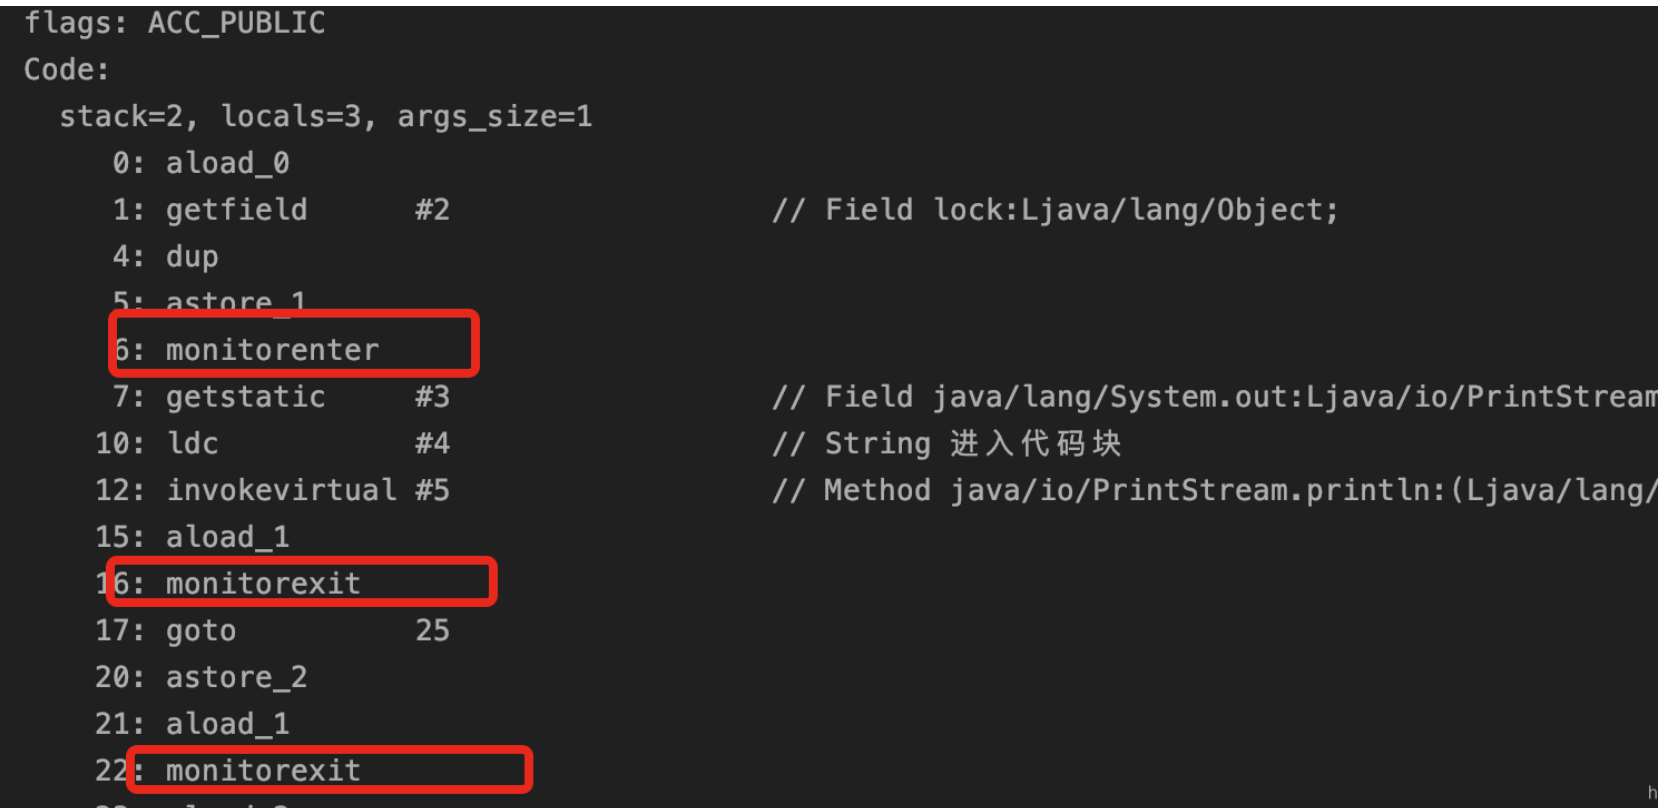 flags: ACC_PUBLIC
Code:
stack=2, locals=3, args_size=1
0: aload_0
1: getfield #2 // Field lock:Ljava/lang/Object;
4: dup
5: astore_1
6: monitorenter
7: getstatic #3 // Field java/lang/System.out:Ljava/io/PrintStream
10: ldc #4 // String 进入代码块
12: invokevirtual #5 // Method java/io/PrintStream.println:(Ljava/lang/
15: aload_1
16: monitorexit
17: goto 25
20: astore_2
21: aload_1
22: monitorexit
h